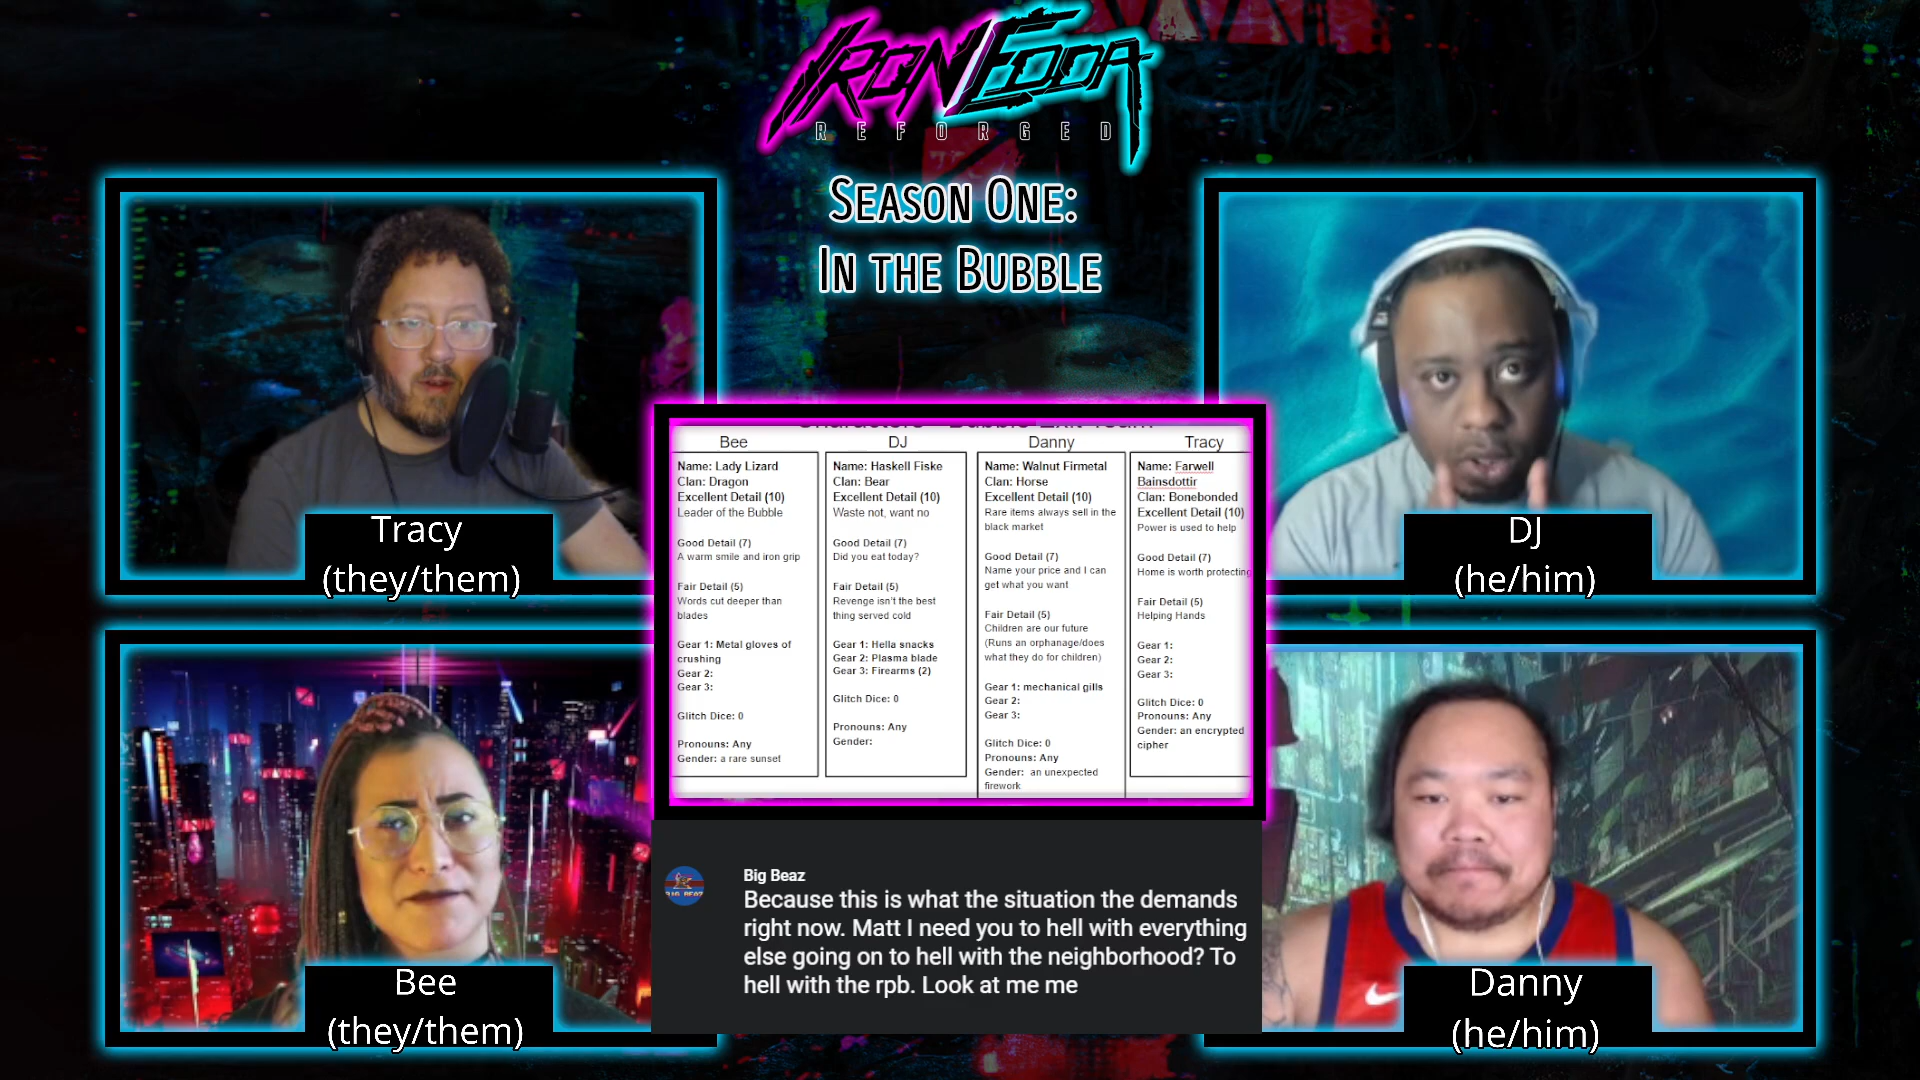 IRON EDDA
REFORGED
SEASON ONE:
IN THE BUBBLE
Tracy
(they/them)
DJ
(he/him)
Characters - Bubble Exit Team
Bee
Name: Lady Lizard
Clan: Dragon
Excellent Detail (10)
Leader of the Bubble
Good Detail (7)
A warm smile and iron grip
Fair Detail (5)
Words cut deeper than
blades
Gear 1: Metal gloves of
crushing
Gear 2:
Gear 3:
Glitch Dice: 0
Pronouns: Any
Gender: a rare sunset
DJ
Name: Haskell Fiske
Clan: Bear
Excellent Detail (10)
Waste not, want no
Good Detail (7)
Did you eat today?
Fair Detail (5)
Revenge isn't the best
thing served cold
Gear 1: Hella snacks
Gear 2: Plasma blade
Gear 3: Firearms (2)
Glitch Dice: 0
Pronouns: Any
Gender:
Danny
Name: Walnut Firmetal
Clan: Horse
Excellent Detail (10)
Rare items always sell in the
black market
Good Detail (7)
Name your price and I can
get what you want
Fair Detail (5)
Children are our future
(Runs an orphanage/does
what they do for children)
Gear 1: mechanical gills
Gear 2:
Gear 3:
Glitch Dice: 0
Pronouns: Any
Gender: an unexpected
firework
Tracy
Name: Farwell
Bainsdottir
Clan: Bonebonded
Excellent Detail (10)
Power is used to help
Good Detail (7)
Home is worth protecting
Fair Detail (5)
Helping Hands
Gear 1:
Gear 2:
Gear 3:
Glitch Dice: 0
Pronouns: Any
Gender: an encrypted
cipher
BIG BEAZ
Big Beaz
Because this is what the situation the demands
right now. Matt I need you to hell with everything
else going on to hell with the neighborhood? To
hell with the rpb. Look at me me
Bee
(they/them)
Danny
(he/him)